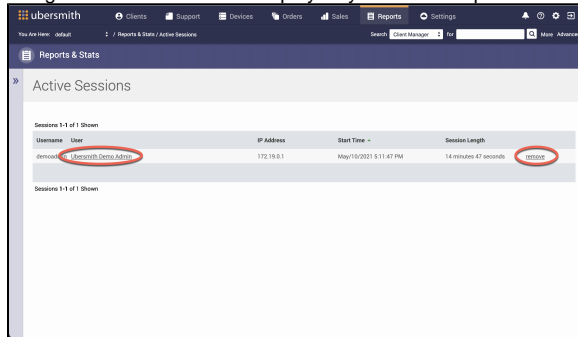 ubersmith Clients Support Devices Orders Sales Reports Settings
You Are Here: default / Reports & Stats / Active Sessions Search Client Manager for More Advance
Reports & Stats
Active Sessions
Sessions 1-1 of 1 Shown
Username User IP Address Start Time Session Length
Ubersmith Demo Admin 172.19.0.1 May/10/2021 5:11:47 PM 14 minutes 47 seconds remove
Sessions 1-1 of 1 Shown